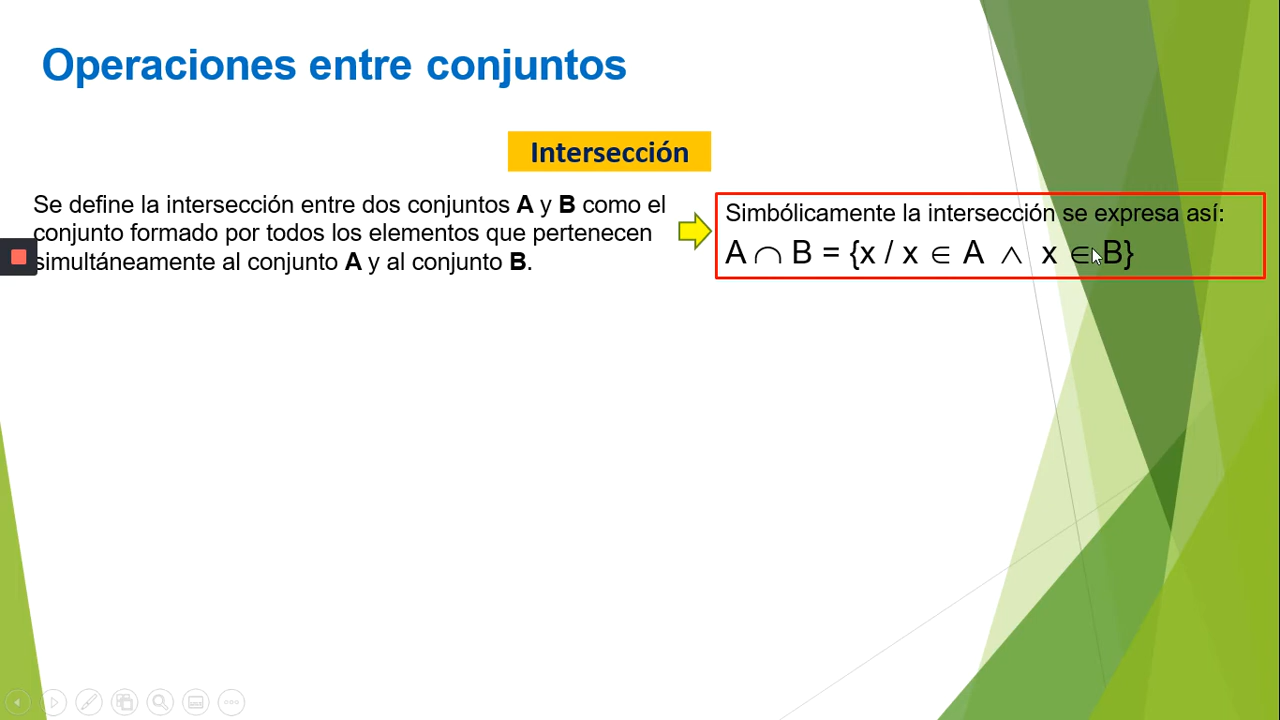 Operaciones entre conjuntos
Intersección
Se define la intersección entre dos conjuntos A y B como el
conjunto formado por todos los elementos que pertenecen
simultáneamente al conjunto A y al conjunto B.
Simbólicamente la intersección se expresa así:
A ∩ B = {x / x ∈ A ∧ x ∈ B}